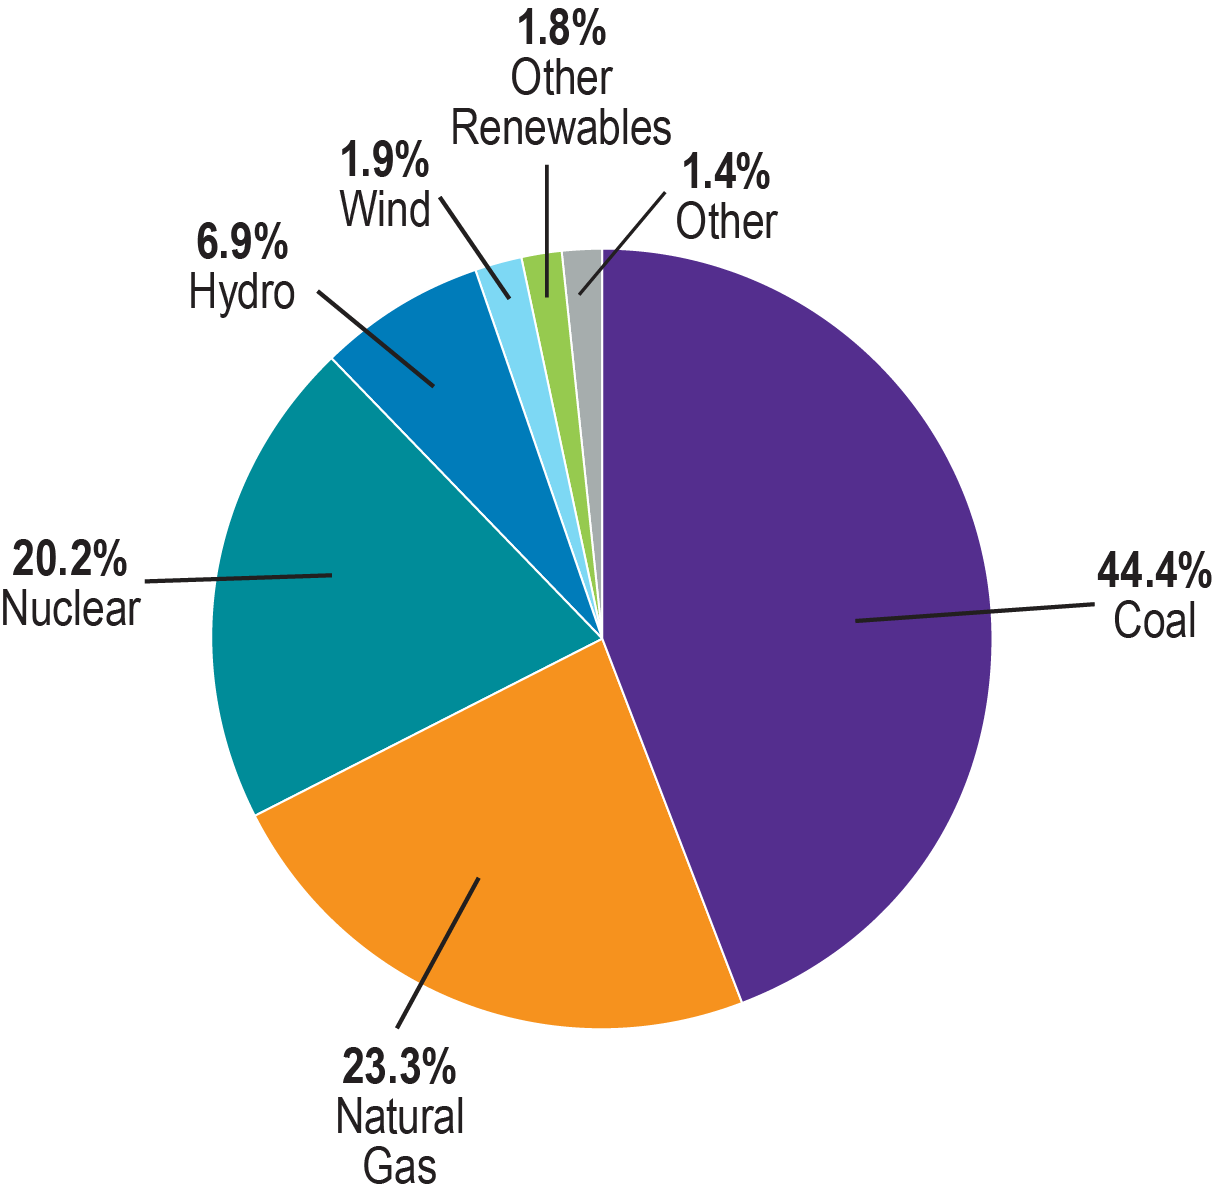 1.8%
Other
Renewables
1.9%
Wind
1.4%
Other
6.9%
Hydro
20.2%
Nuclear
44.4%
Coal
23.3%
Natural
Gas